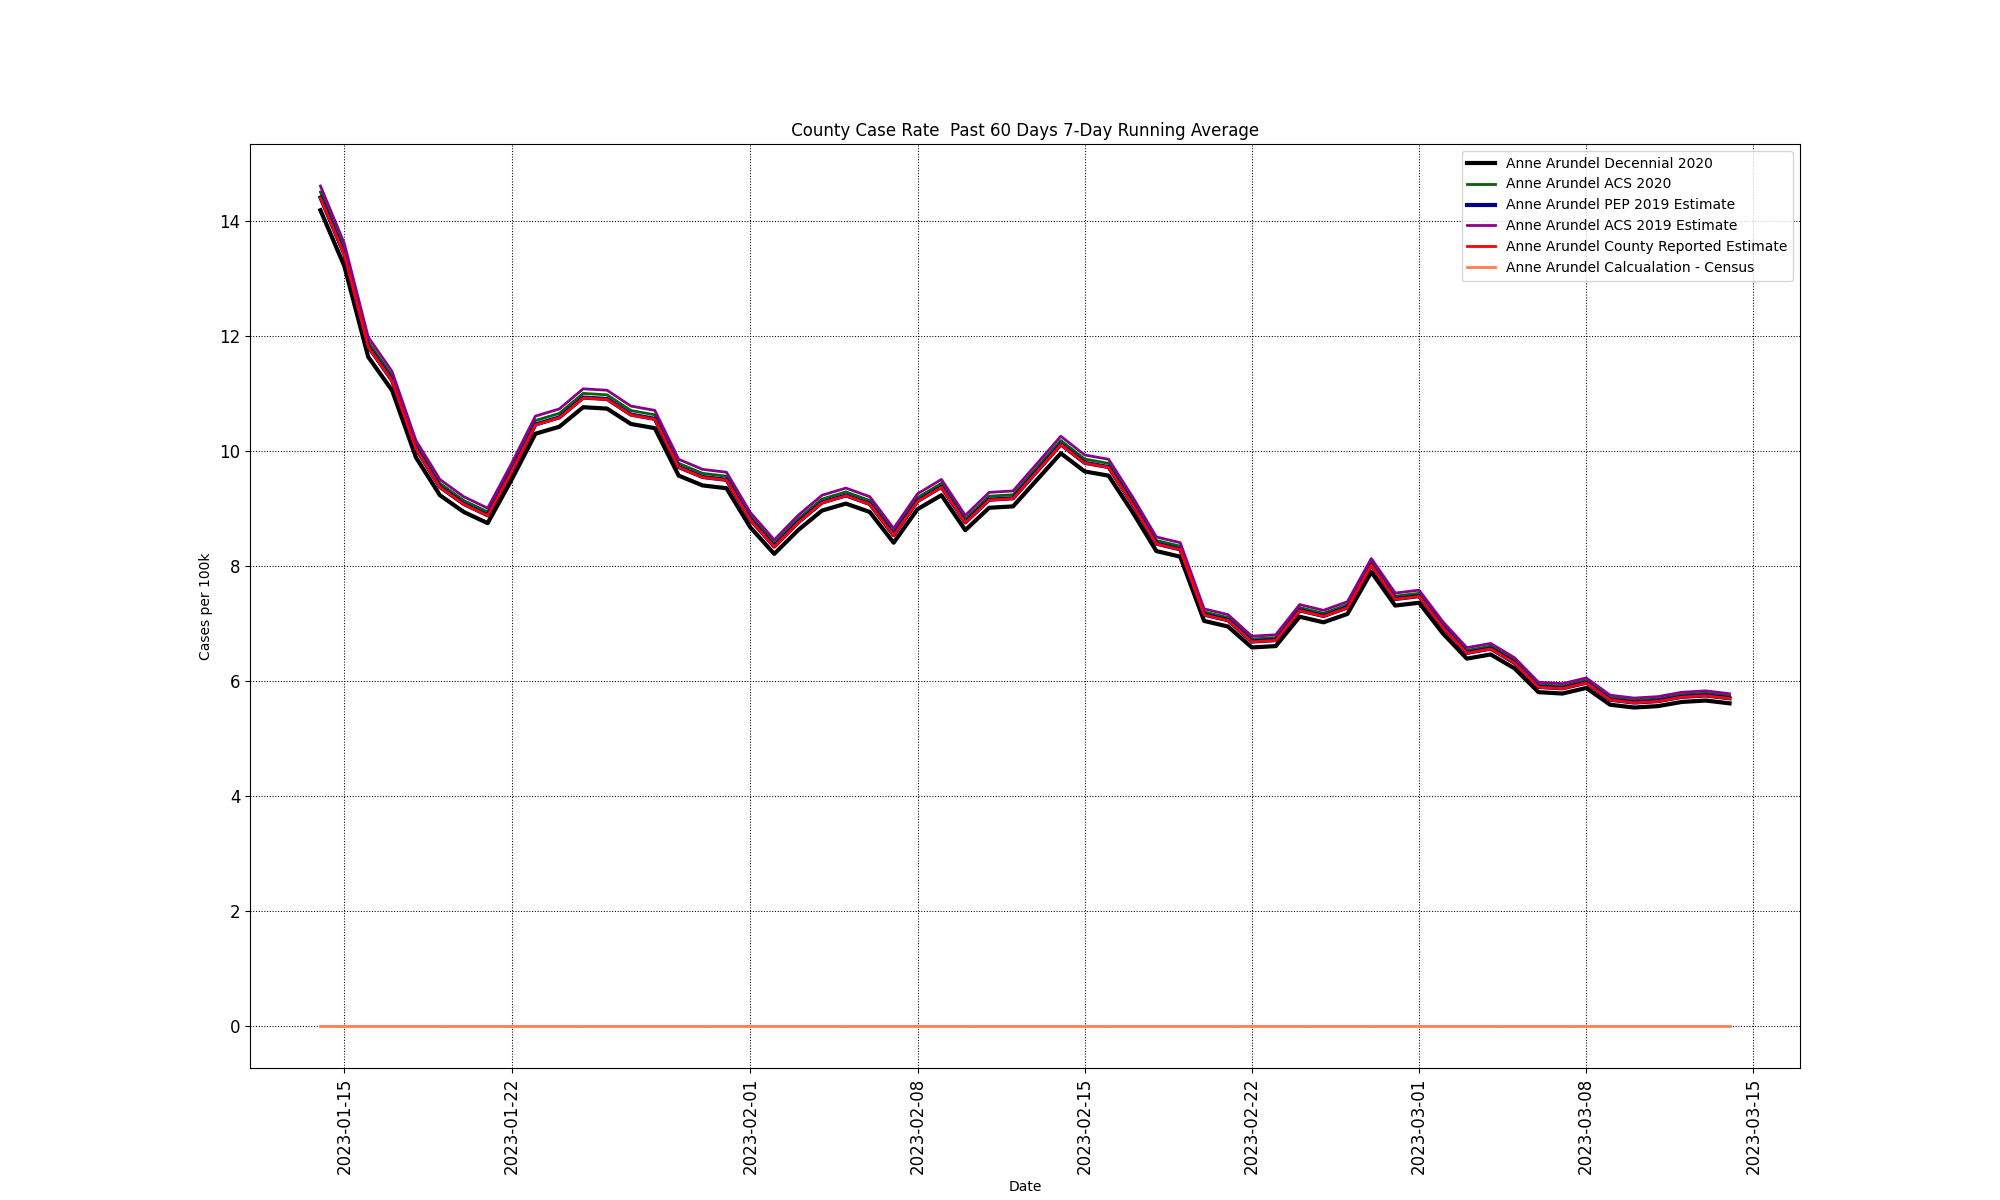 County Case Rate  Past 60 Days 7-Day Running Average
Anne Arundel Decennial 2020
Anne Arundel ACS 2020
Anne Arundel PEP 2019 Estimate
Anne Arundel ACS 2019 Estimate
Anne Arundel County Reported Estimate
Anne Arundel Calcualation - Census
14
12
10
8
6
4
2
0
Cases per 100k
2023-01-15
2023-01-22
2023-02-01
2023-02-08
2023-02-15
2023-02-22
2023-03-01
2023-03-08
2023-03-15
Date